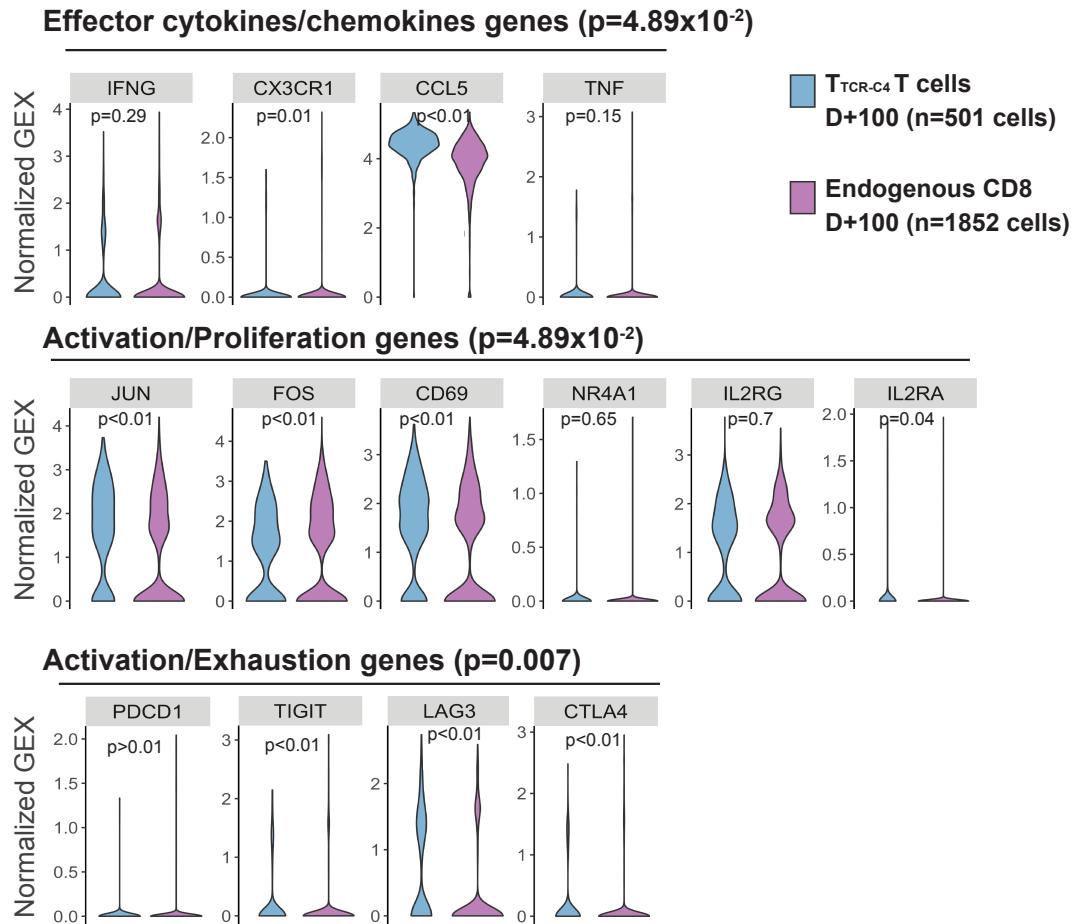 Effector cytokines/chemokines genes (p=4.89x10-2)
IFNG CX3CR1 CCL5 TNF
p=0.29 p=0.01 p<0.01 p=0.15
Normalized GEX
4 3 2 1 0
2.0 1.5 1.0 0.5 0.0
4 2 0
3 2 1 0
TTCR-C4 T cells
D+100 (n=501 cells)
Endogenous CD8
D+100 (n=1852 cells)
Activation/Proliferation genes (p=4.89x10-2)
JUN FOS CD69 NR4A1 IL2RG IL2RA
p<0.01 p<0.01 p<0.01 p=0.65 p=0.7 p=0.04
Normalized GEX
4 3 2 1 0
4 3 2 1 0
3 2 1 0
1.5 1.0 0.5 0.0
3 2 1 0
2.0 1.5 1.0 0.5 0.0
Activation/Exhaustion genes (p=0.007)
PDCD1 TIGIT LAG3 CTLA4
p>0.01 p<0.01 p<0.01 p<0.01
Normalized GEX
2.0 1.5 1.0 0.5 0.0
3 2 1 0
2 1 0
3 2 1 0